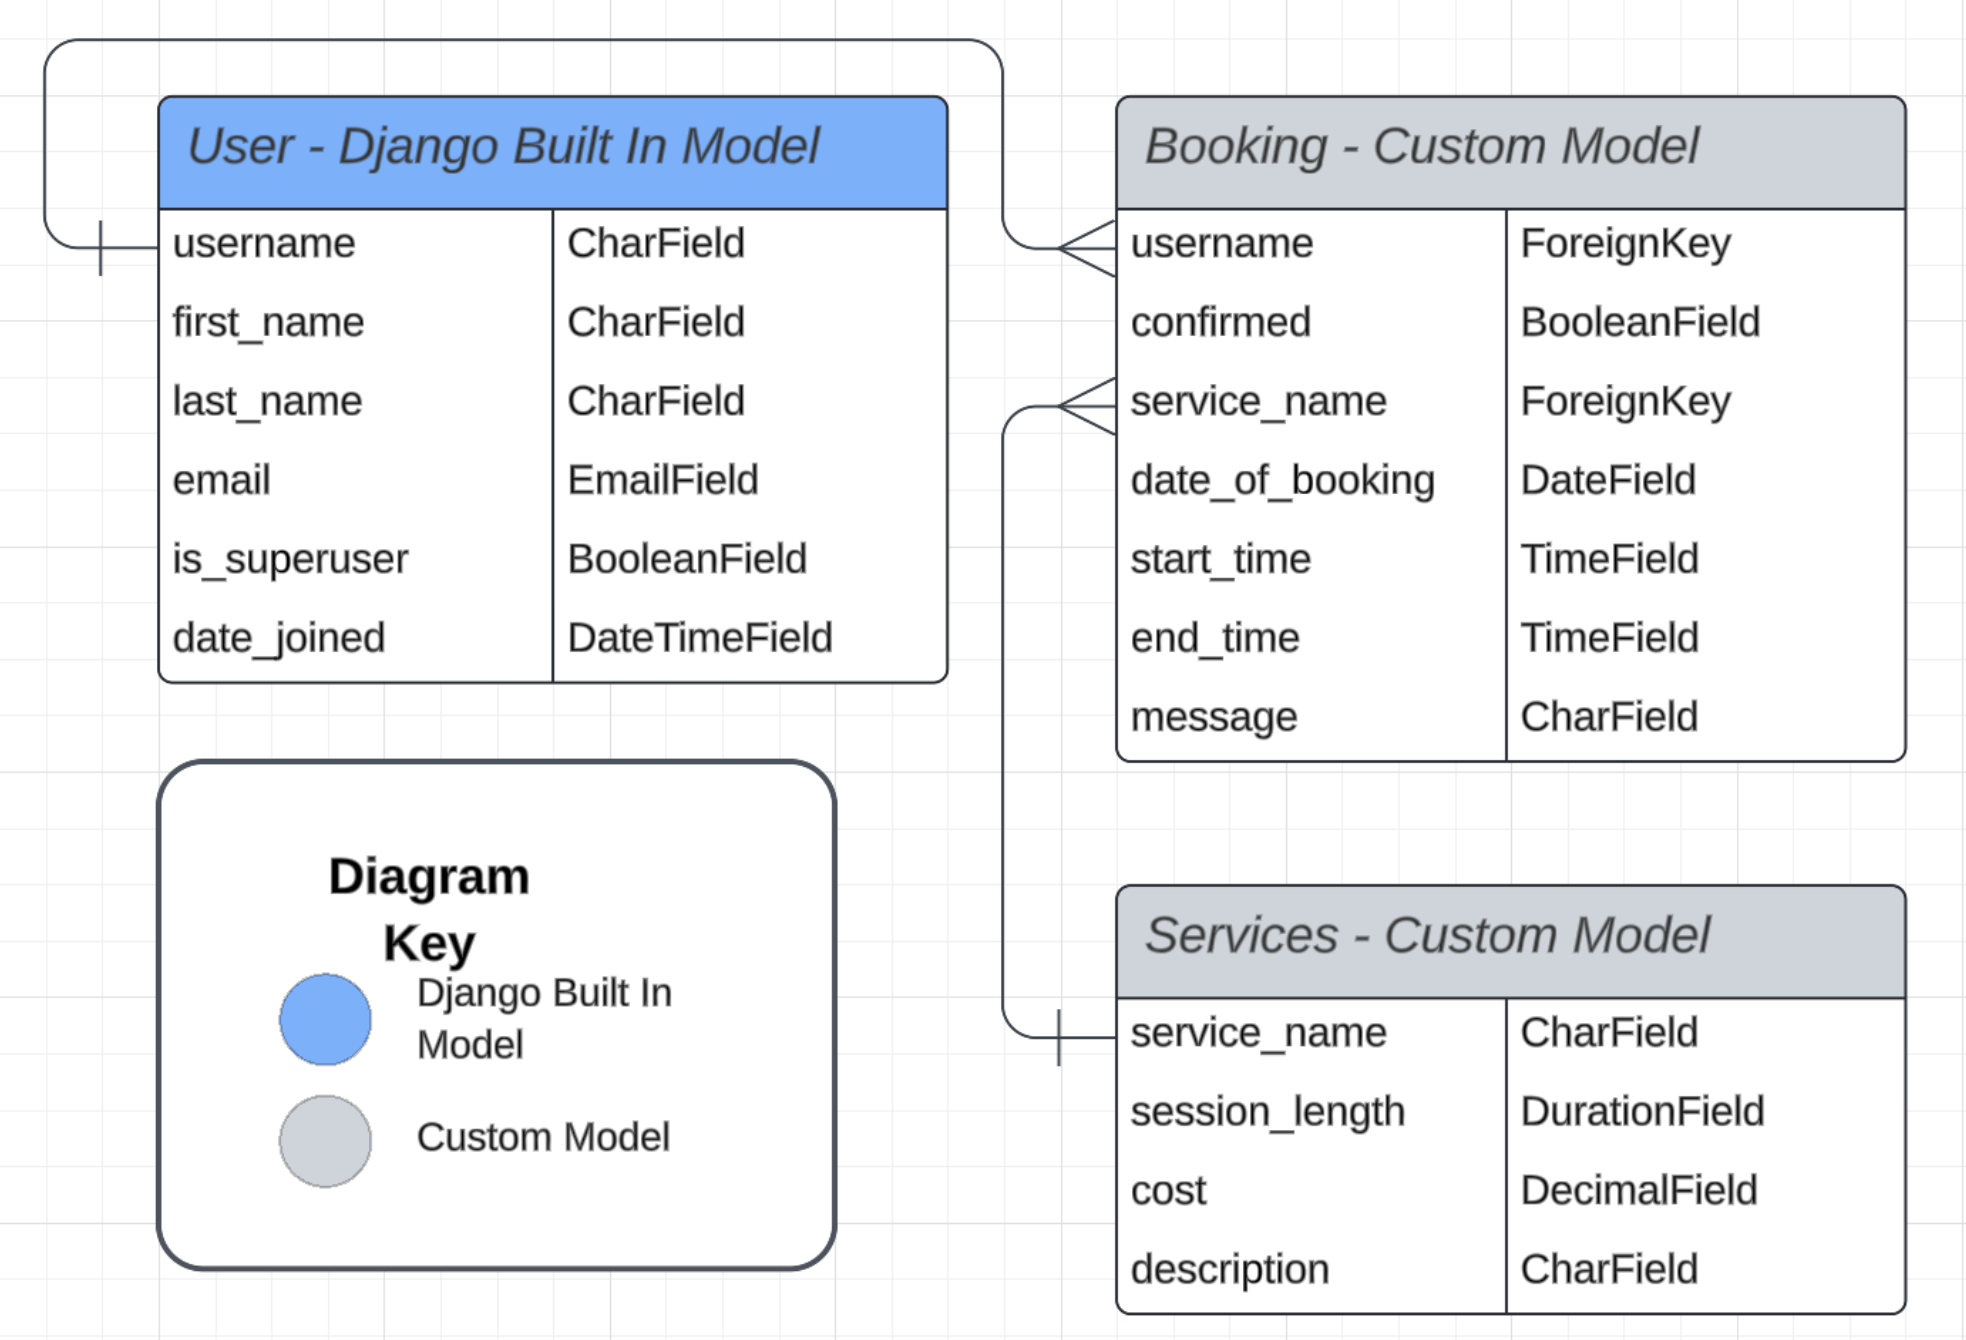 User - Django Built In Model
username CharField
first_name CharField
last_name CharField
email EmailField
is_superuser BooleanField
date_joined DateTimeField
Booking - Custom Model
username ForeignKey
confirmed BooleanField
service_name ForeignKey
date_of_booking DateField
start_time TimeField
end_time TimeField
message CharField
Diagram
Key
Django Built In
Model
Custom Model
Services - Custom Model
service_name CharField
session_length DurationField
cost DecimalField
description CharField